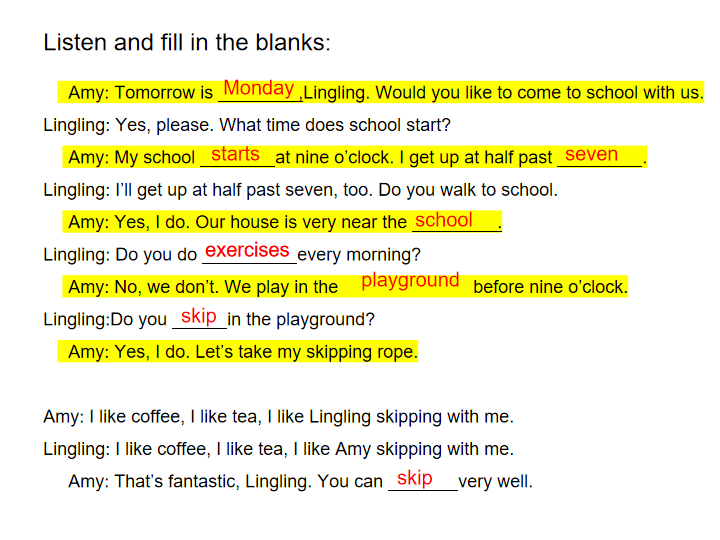 Listen and fill in the blanks:
Amy: Tomorrow is Monday ,Lingling. Would you like to come to school with us.
Lingling: Yes, please. What time does school start?
Amy: My school starts at nine o’clock. I get up at half past seven .
Lingling: I’ll get up at half past seven, too. Do you walk to school.
Amy: Yes, I do. Our house is very near the school .
Lingling: Do you do exercises every morning?
Amy: No, we don’t. We play in the playground before nine o’clock.
Lingling:Do you skip in the playground?
Amy: Yes, I do. Let’s take my skipping rope.
Amy: I like coffee, I like tea, I like Lingling skipping with me.
Lingling: I like coffee, I like tea, I like Amy skipping with me.
Amy: That’s fantastic, Lingling. You can skip very well.